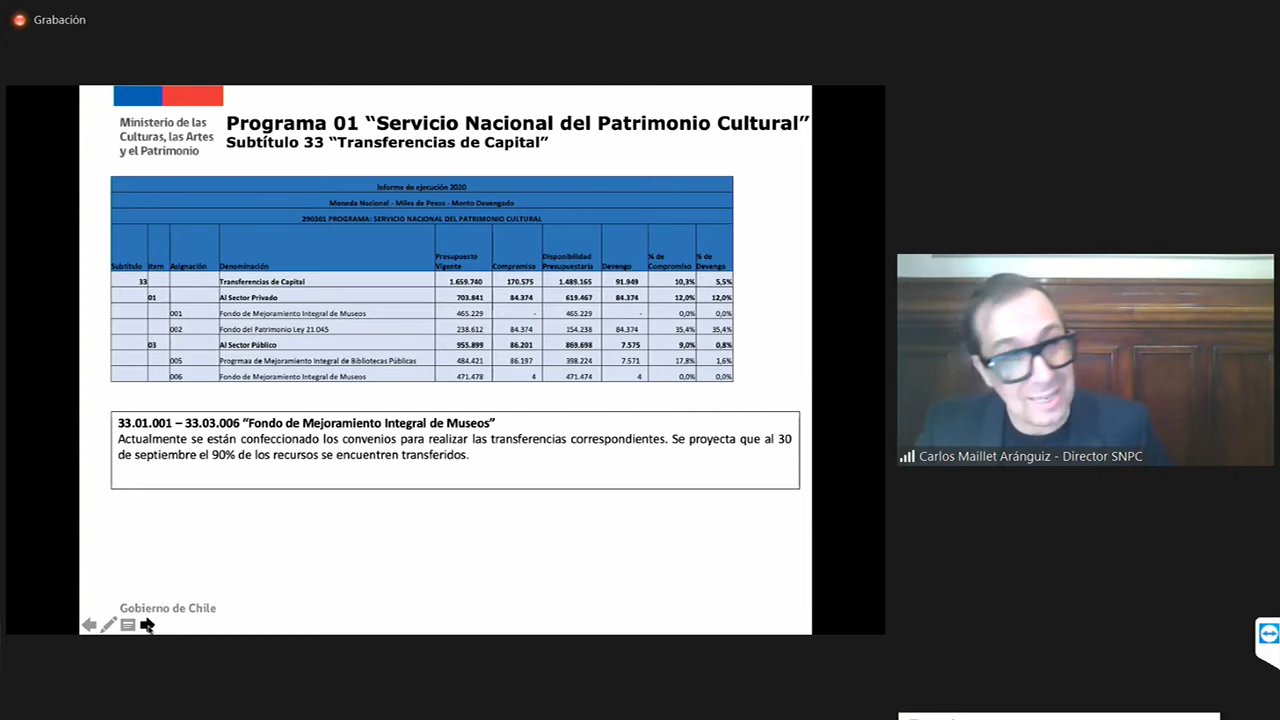 Grabación
Ministerio de las
Culturas, las Artes
y el Patrimonio
Programa 01 “Servicio Nacional del Patrimonio Cultural”
Subtítulo 33 “Transferencias de Capital”
Informe de ejecución 2020
Moneda Nacional - Miles de Pesos - Monto Devengado
290301 PROGRAMA: SERVICIO NACIONAL DEL PATRIMONIO CULTURAL
Subtítulo Item Asignación Denominación Presupuesto Vigente Compromiso Disponibilidad Presupuestaria Devengo % de Compromiso % de Devengo
33 Transferencias de Capital 1.659.740 170.575 1.489.165 91.949 10,3% 5,5%
01 Al Sector Privado 703.841 84.374 619.467 84.374 12,0% 12,0%
001 Fondo de Mejoramiento Integral de Museos 465.229 - 465.229 - 0,0% 0,0%
002 Fondo del Patrimonio Ley 21.045 238.612 84.374 154.238 84.374 35,4% 35,4%
03 Al Sector Público 955.899 86.201 869.698 7.575 9,0% 0,8%
005 Progrmaa de Mejoramiento Integral de Bibliotecas Públicas 484.421 86.197 398.224 7.571 17,8% 1,6%
006 Fondo de Mejoramiento Integral de Museos 471.478 4 471.474 4 0,0% 0,0%
33.01.001 – 33.03.006 “Fondo de Mejoramiento Integral de Museos”
Actualmente se están confeccionado los convenios para realizar las transferencias correspondientes. Se proyecta que al 30
de septiembre el 90% de los recursos se encuentren transferidos.
Gobierno de Chile
Carlos Maillet Aránguiz - Director SNPC